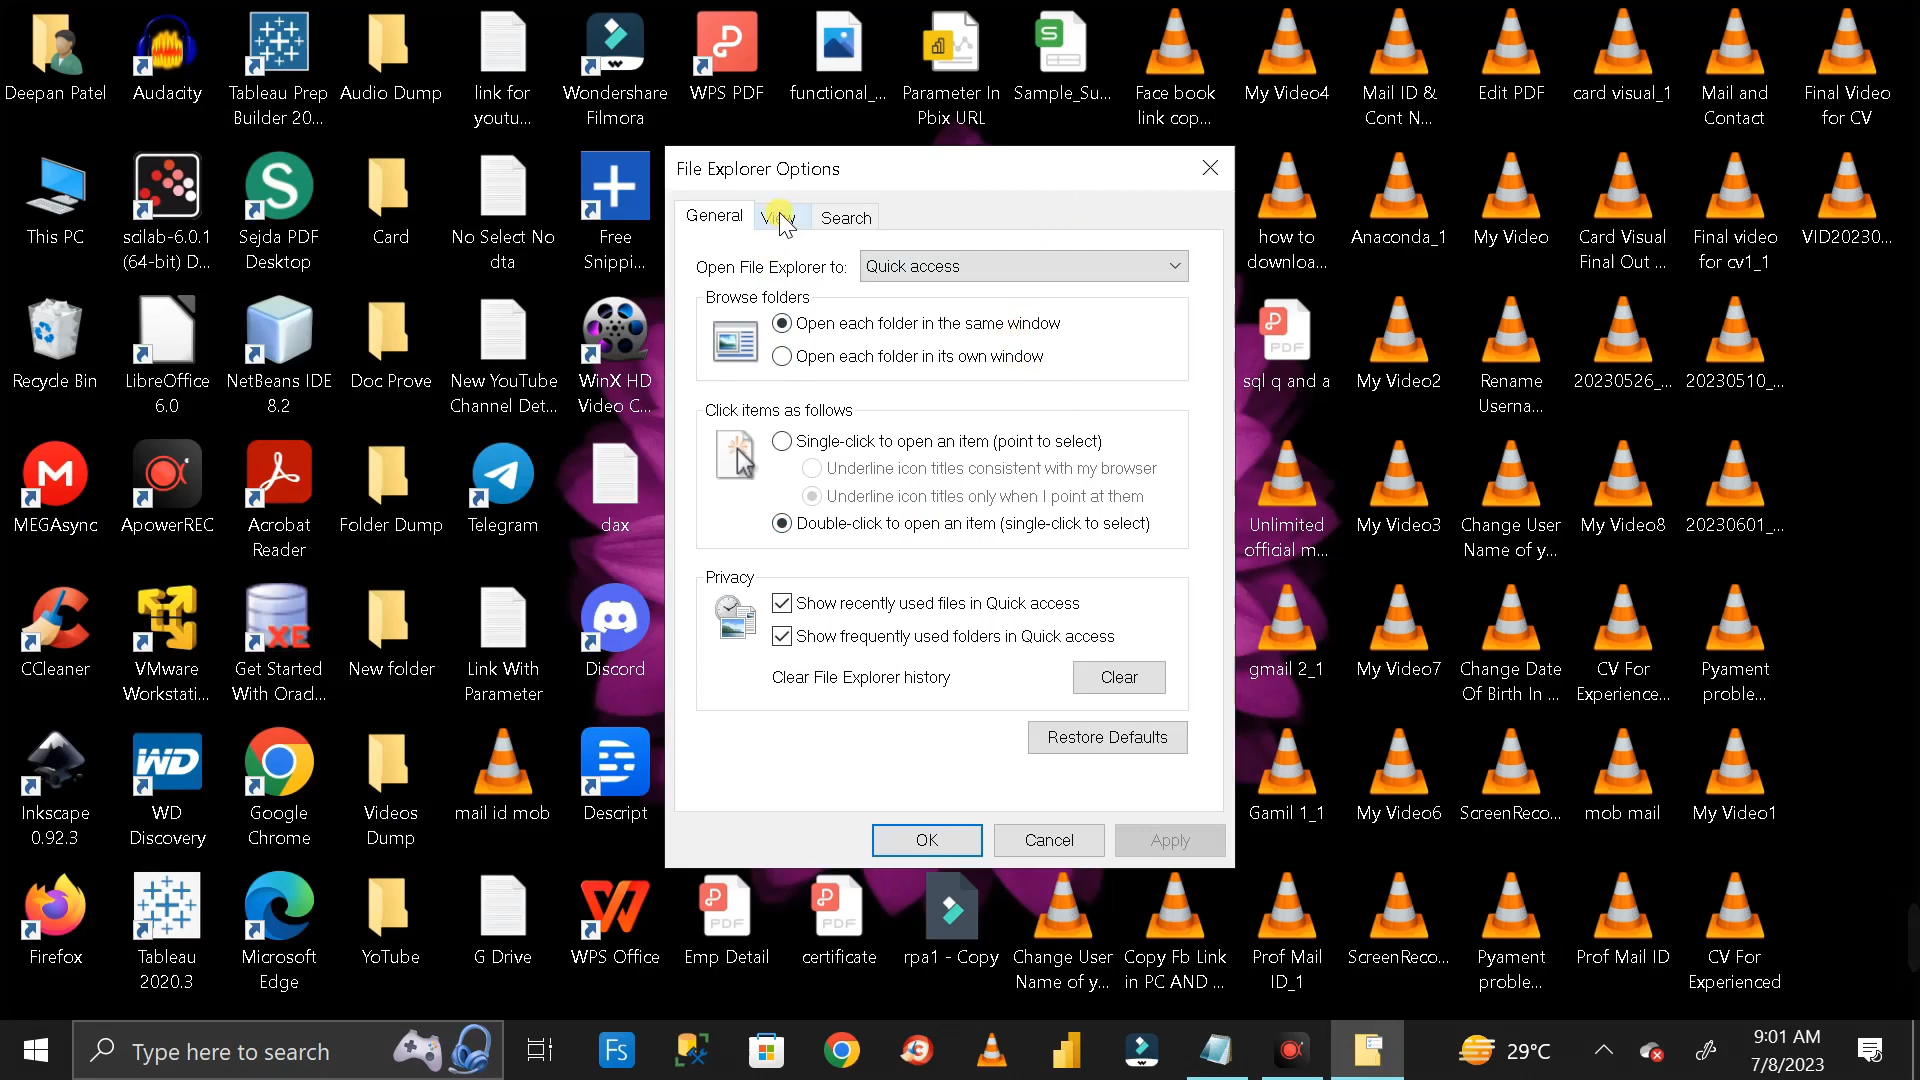 Deepan Patel
Audacity
Tableau Prep
Builder 20...
Audio Dump
link for
youtu...
Wondershare
Filmora
WPS PDF
functional_...
Parameter In
Pbix URL
Sample_Su...
Face book
link cop...
My Video4
Mail ID &
Cont N...
Edit PDF
card visual_1
Mail and
Contact
Final Video
for CV
This PC
scilab-6.0.1
(64-bit) D...
Sejda PDF
Desktop
Card
No Select No
dta
Free
Snippi...
how to
downloa...
Anaconda_1
My Video
Card Visual
Final Out ...
Final video
for cv1_1
VID20230...
Recycle Bin
LibreOffice
6.0
NetBeans IDE
8.2
Doc Prove
New YouTube
Channel Det...
WinX HD
Video C...
PDF
sql q and a
My Video2
Rename
Userna...
20230526_...
20230510_...
MEGAsync
ApowerREC
Acrobat
Reader
Folder Dump
Telegram
dax
Unlimited
official m...
My Video3
Change User
Name of y...
My Video8
20230601_...
CCleaner
VMware
Workstati...
XE
Get Started
With Oracl...
New folder
Link With
Parameter
Discord
gmail 2_1
My Video7
Change Date
Of Birth In ...
CV For
Experience...
Pyament
proble...
Inkscape
0.92.3
WD
WD
Discovery
Google
Chrome
Videos
Dump
mail id mob
Descript
Gamil 1_1
My Video6
ScreenReco...
mob mail
My Video1
Firefox
Tableau
2020.3
Microsoft
Edge
YoTube
G Drive
WPS Office
PDF
Emp Detail
PDF
certificate
rpa1 - Copy
Change User
Name of y...
Copy Fb Link
in PC AND ...
Prof Mail
ID_1
ScreenReco...
Pyament
proble...
Prof Mail ID
CV For
Experienced
File Explorer Options
General
View
Search
Open File Explorer to:
Quick access
Browse folders
Open each folder in the same window
Open each folder in its own window
Click items as follows
Single-click to open an item (point to select)
Underline icon titles consistent with my browser
Underline icon titles only when I point at them
Double-click to open an item (single-click to select)
Privacy
Show recently used files in Quick access
Show frequently used folders in Quick access
Clear File Explorer history
Clear
Restore Defaults
OK
Cancel
Apply
Type here to search
Fs
29°C
9:01 AM
7/8/2023